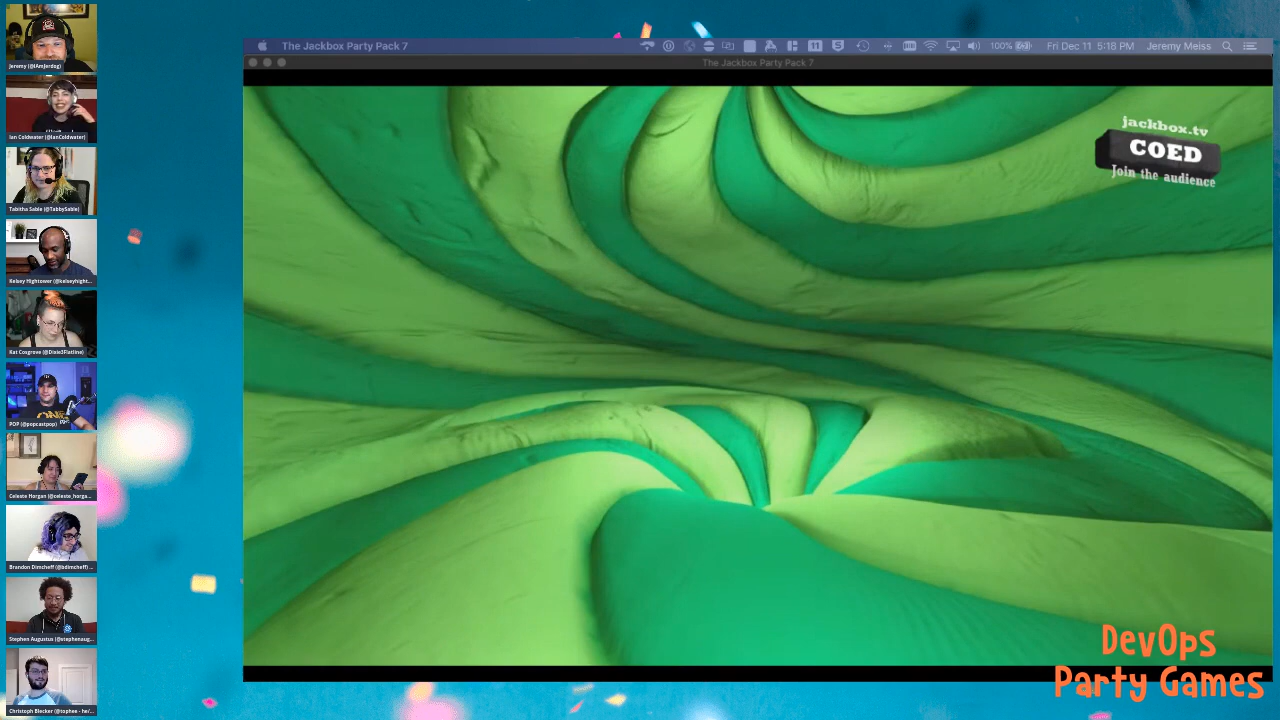 Jeremy (@IAmJerdog)
Ian Coldwater (@IanColdwater)
Tabitha Sable (@TabbySable)
Kelsey Hightower (@kelseyhight...
Kat Cosgrove (@Dixie3Flatline)
POP (@popcastpop)
Celeste Horgan (@celeste_horga...
Brandon Dimcheff (@bdimcheff) ...
Stephen Augustus (@stephenaug...
Christoph Blecker (@tophee - he/...
The Jackbox Party Pack 7
11
100%
Fri Dec 11 5:18 PM
Jeremy Meiss
The Jackbox Party Pack 7
jackbox.tv
COED
Join the audience
DevOps
Party Games